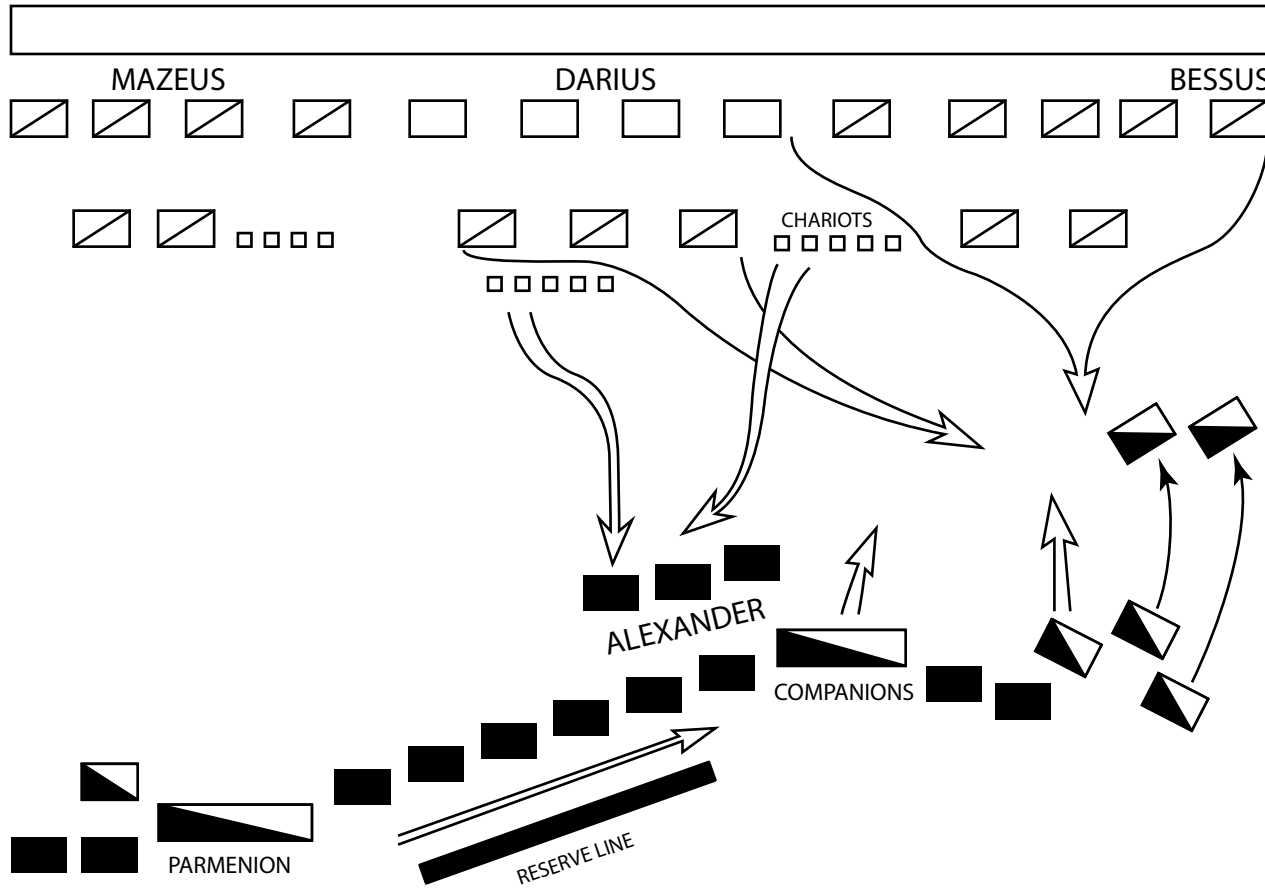 MAZEUS
DARIUS
BESSUS
CHARIOTS
ALEXANDER
COMPANIONS
PARMENION
RESERVE LINE